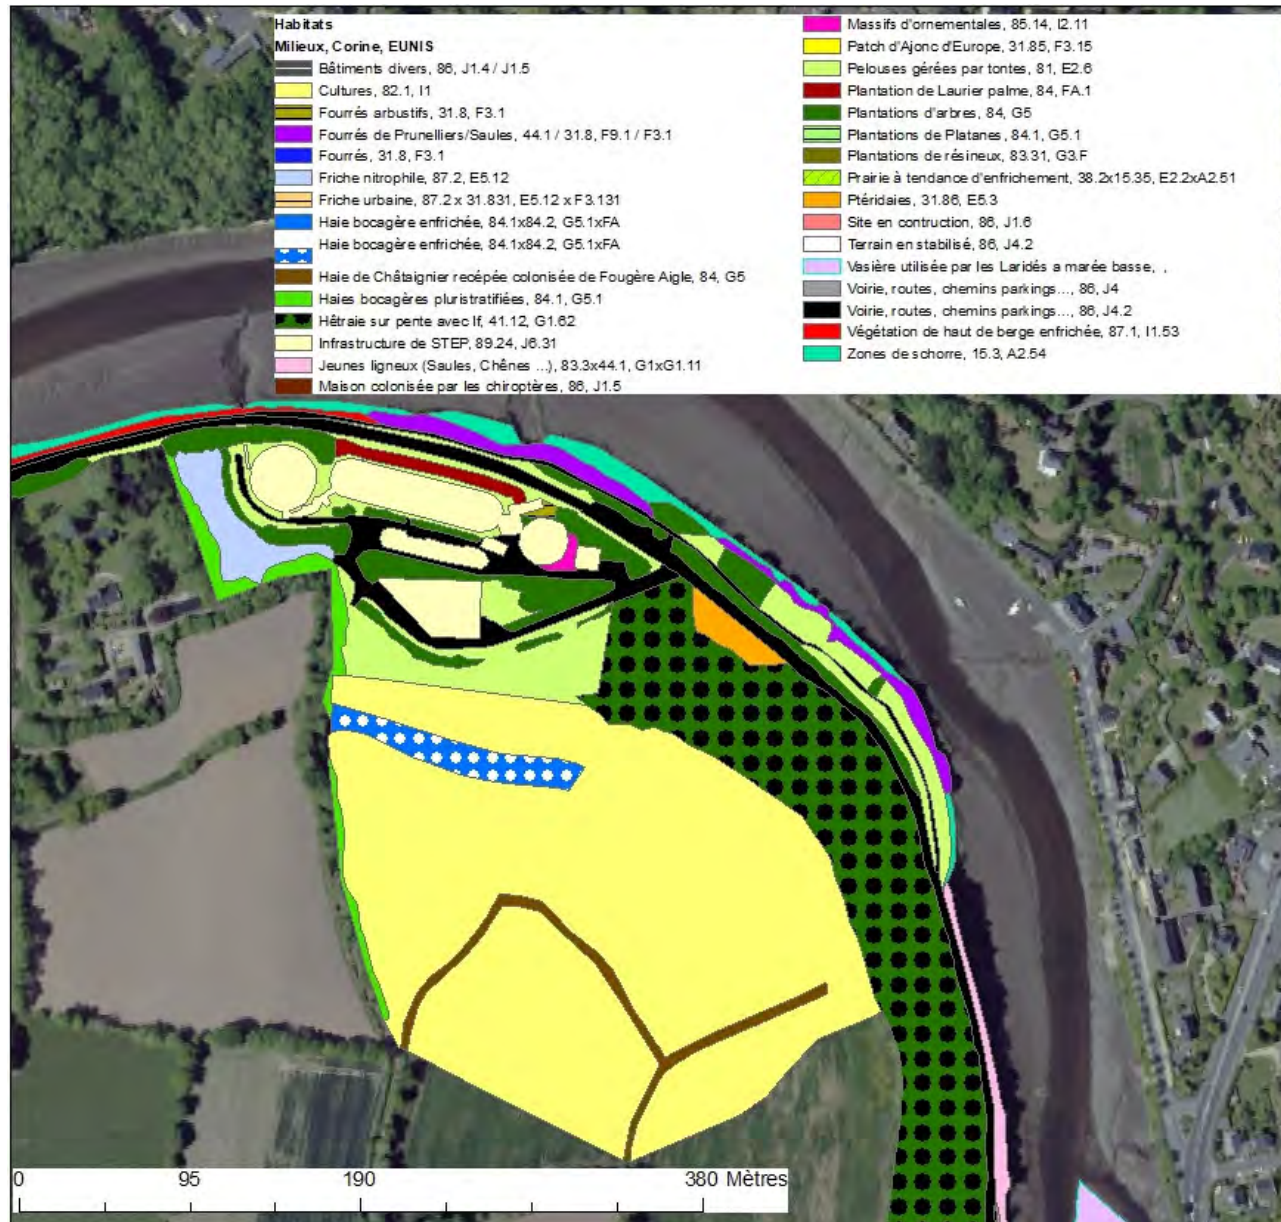 Habitats
Milieux, Corine, EUNIS
Bâtiments divers, 86, J1.4 / J1.5
Cultures, 82.1, I1
Fourrés arbustifs, 31.8, F3.1
Fourrés de Prunelliers/Saules, 44.1 / 31.8, F9.1 / F3.1
Fourrés, 31.8, F3.1
Friche nitrophile, 87.2, E5.12
Friche urbaine, 87.2 x 31.831, E5.12 x F3.131
Haie bocagère enfrichée, 84.1x84.2, G5.1xFA
Haie bocagère enfrichée, 84.1x84.2, G5.1xFA
Haie de Châtaignier recépée colonisée de Fougère Aigle, 84, G5
Haies bocagères pluristratifiées, 84.1, G5.1
Hêtraie sur pente avec If, 41.12, G1.62
Infrastructure de STEP, 89.24, J6.31
Jeunes ligneux (Saules, Chênes ...), 83.3x44.1, G1xG1.11
Maison colonisée par les chiroptères, 86, J1.5
Massifs d'ornementales, 85.14, I2.11
Patch d'Ajonc d'Europe, 31.85, F3.15
Pelouses gérées par tontes, 81, E2.6
Plantation de Laurier palme, 84, FA.1
Plantations d'arbres, 84, G5
Plantations de Platanes, 84.1, G5.1
Plantations de résineux, 83.31, G3.F
Prairie à tendance d'enfrichement, 38.2x15.35, E2.2xA2.51
Ptéridaies, 31.86, E5.3
Site en contruction, 86, J1.6
Terrain en stabilisé, 86, J4.2
Vasière utilisée par les Laridés a marée basse, ,
Voirie, routes, chemins parkings..., 86, J4
Voirie, routes, chemins parkings..., 86, J4.2
Végétation de haut de berge enfrichée, 87.1, I1.53
Zones de schorre, 15.3, A2.54
0 95 190 380 Mètres